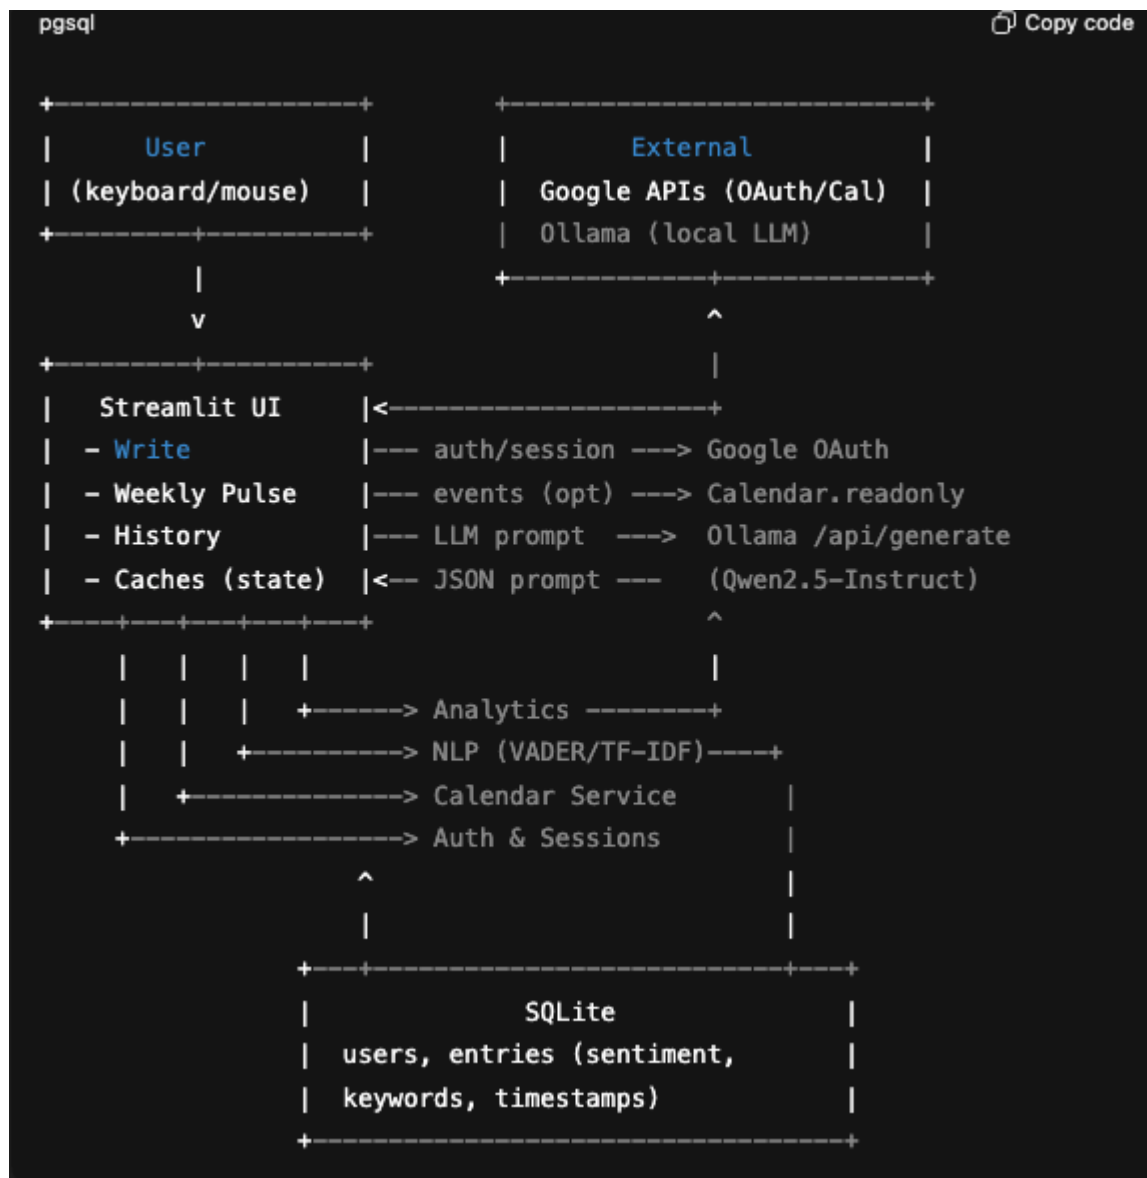 pgsql Copy code
+---------------------+        +---------------------------+
|      User          |        |        External           |
| (keyboard/mouse)   |        |  Google APIs (OAuth/Cal)  |
+---------+----------+        |  Ollama (local LLM)       |
          |                   +-------------+-------------+
          v                                 ^
+---------+----------+                      |
|   Streamlit UI     |<---------------------+
|  - Write           |--- auth/session ---> Google OAuth
|  - Weekly Pulse    |--- events (opt) ---> Calendar.readonly
|  - History         |--- LLM prompt  --->  Ollama /api/generate
|  - Caches (state)  |<-- JSON prompt ---   (Qwen2.5-Instruct)
+----+---+---+---+---+                      ^
     |   |   |   |                          |
     |   |   |   +------> Analytics --------+
     |   |   +----------> NLP (VADER/TF-IDF)----+
     |   +--------------> Calendar Service       |
     +------------------> Auth & Sessions        |
                     ^                           |
                     |                           |
                 +---+---------------------------+---+
                 |              SQLite               |
                 |  users, entries (sentiment,       |
                 |  keywords, timestamps)            |
                 +-----------------------------------+